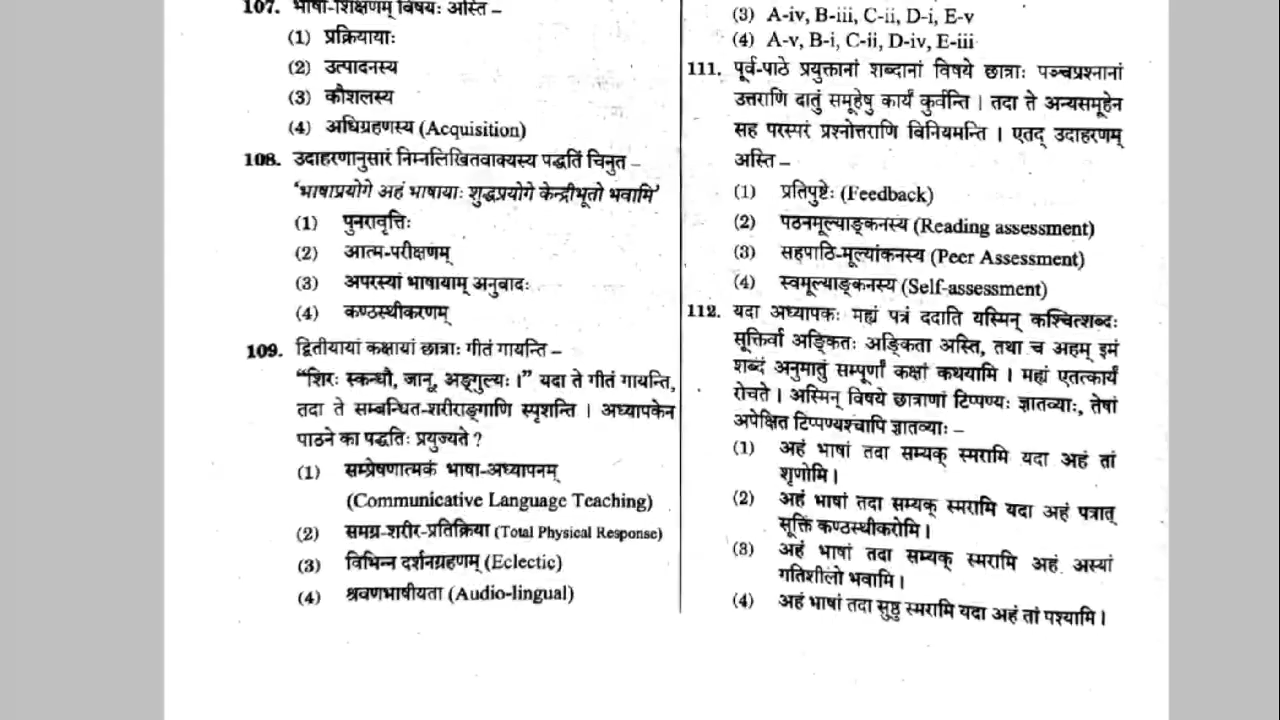 107. भाषा-शिक्षणम् विषयः अस्ति –
(1) प्रक्रियायाः
(2) उत्पादनस्य
(3) कौशलस्य
(4) अधिग्रहणस्य (Acquisition)
108. उदाहरणानुसारं निम्नलिखितवाक्यस्य पद्धतिं चिनुत –
‘भाषाप्रयोगे अहं भाषायाः शुद्धप्रयोगे केन्द्रीभूतो भवामि’
(1) पुनरावृत्तिः
(2) आत्म-परीक्षणम्
(3) अपरस्यां भाषायाम् अनुवादः
(4) कण्ठस्थीकरणम्
109. द्वितीयायां कक्षायां छात्राः गीतं गायन्ति –
“शिरः स्कन्धौ, जानू, अङ्गुल्यः ।” यदा ते गीतं गायन्ति,
तदा ते सम्बन्धित-शरीराङ्गाणि स्पृशन्ति । अध्यापकेन
पाठने का पद्धतिः प्रयुज्यते ?
(1) सम्प्रेषणात्मकं भाषा-अध्यापनम्
(Communicative Language Teaching)
(2) समग्र-शरीर-प्रतिक्रिया (Total Physical Response)
(3) विभिन्न दर्शनग्रहणम् (Eclectic)
(4) श्रवणभाषीयता (Audio-lingual)
(3) A-iv, B-iii, C-ii, D-i, E-v
(4) A-v, B-i, C-ii, D-iv, E-iii
111. पूर्व-पाठे प्रयुक्तानां शब्दानां विषये छात्राः पञ्चप्रश्नानां
उत्तराणि दातुं समूहेषु कार्यं कुर्वन्ति । तदा ते अन्यसमूहेन
सह परस्परं प्रश्नोत्तराणि विनियमन्ति । एतद् उदाहरणम्
अस्ति –
(1) प्रतिपुष्टेः (Feedback)
(2) पठनमूल्याङ्कनस्य (Reading assessment)
(3) सहपाठि-मूल्यांकनस्य (Peer Assessment)
(4) स्वमूल्याङ्कनस्य (Self-assessment)
112. यदा अध्यापकः मह्यं पत्रं ददाति यस्मिन् कश्चित्शब्दः
सूक्तिर्वा अङ्कितः अङ्किता अस्ति, तथा च अहम् इमं
शब्दं अनुमातुं सम्पूर्णां कक्षां कथयामि । मह्यं एतत्कार्यं
रोचते । अस्मिन् विषये छात्राणां टिप्पण्यः ज्ञातव्याः, तेषां
अपेक्षित टिप्पण्यश्चापि ज्ञातव्याः –
(1) अहं भाषां तदा सम्यक् स्मरामि यदा अहं तां
शृणोमि ।
(2) अहं भाषां तदा सम्यक् स्मरामि यदा अहं पत्रात्
सूक्तिं कण्ठस्थीकरोमि ।
(3) अहं भाषां तदा सम्यक् स्मरामि अहं अस्यां
गतिशीलो भवामि ।
(4) अहं भाषां तदा सुष्ठु स्मरामि यदा अहं तां पश्यामि ।